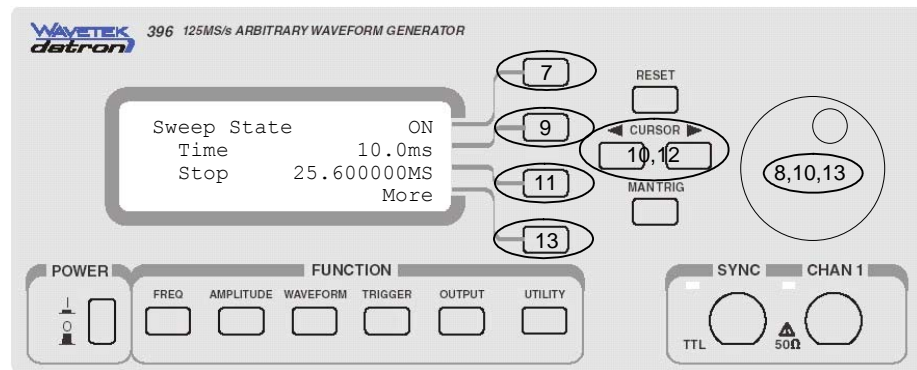 WAVETEK
datron
396 125MS/s ARBITRARY WAVEFORM GENERATOR
7
RESET
Sweep State ON
9
CURSOR
Time 10.0ms
10,12
8,10,13
Stop 25.600000MS
11
MAN TRIG
More
13
POWER
FUNCTION
SYNC
CHAN 1
FREQ
AMPLITUDE
WAVEFORM
TRIGGER
OUTPUT
UTILITY
I
O
TTL
50Ω